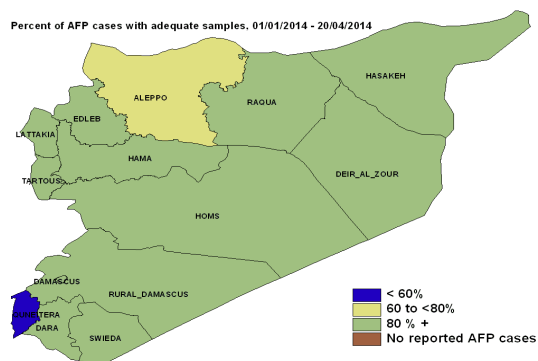 Percent of AFP cases with adequate samples, 01/01/2014 - 20/04/2014
HASAKEH
ALEPPO
RAQUA
EDLEB
LATTAKIA
HAMA
DEIR_AL_ZOUR
TARTOUS
HOMS
DAMASCUS
RURAL_DAMASCUS
QUNEITERA
DARA
SWIEDA
< 60%
60 to <80%
80 % +
No reported AFP cases